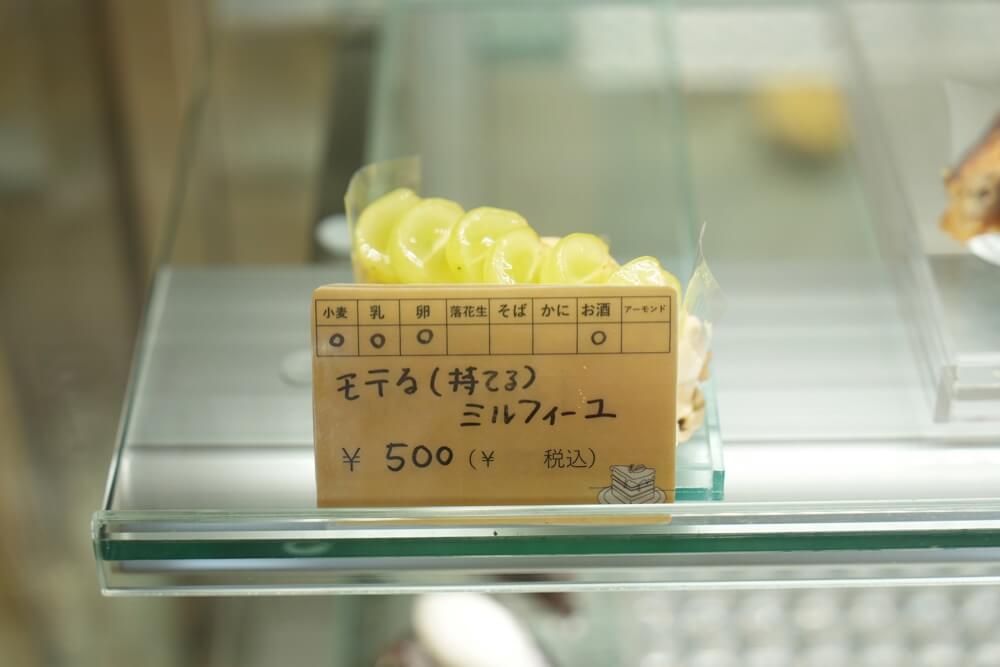 小麦 乳 卵 落花生 そば かに お酒 アーモンド
○ ○ ○ ○
モテる(持てる)
ミルフィーユ
¥ 500 (¥ 税込)